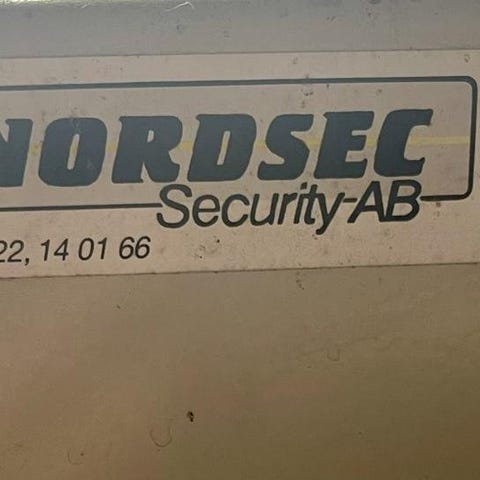 NORDSEC
Security-AB
22, 14 01 66